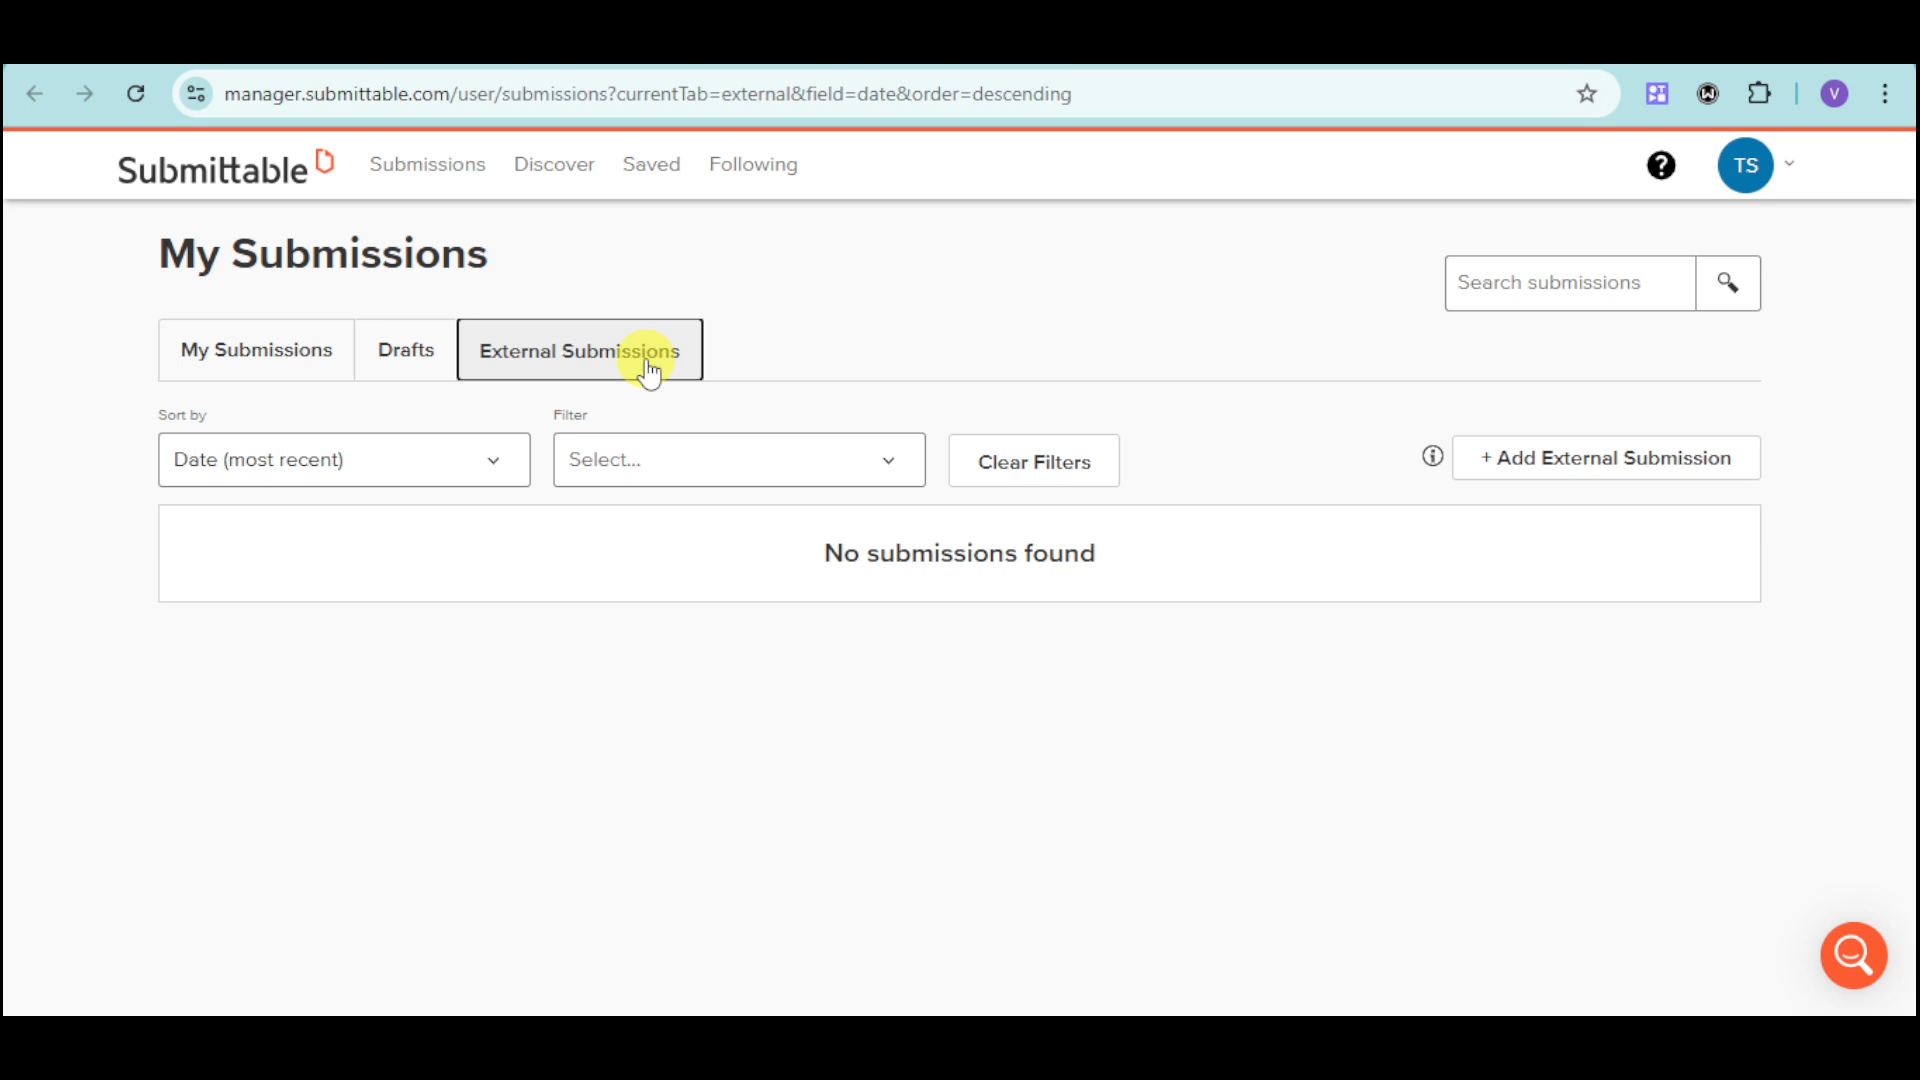 manager.submittable.com/user/submissions?currentTab=external&field=date&order=descending
V
Submittable Submissions Discover Saved Following
? TS
My Submissions
Search submissions
My Submissions Drafts External Submissions
Sort by Filter
Date (most recent) Select... Clear Filters + Add External Submission
No submissions found